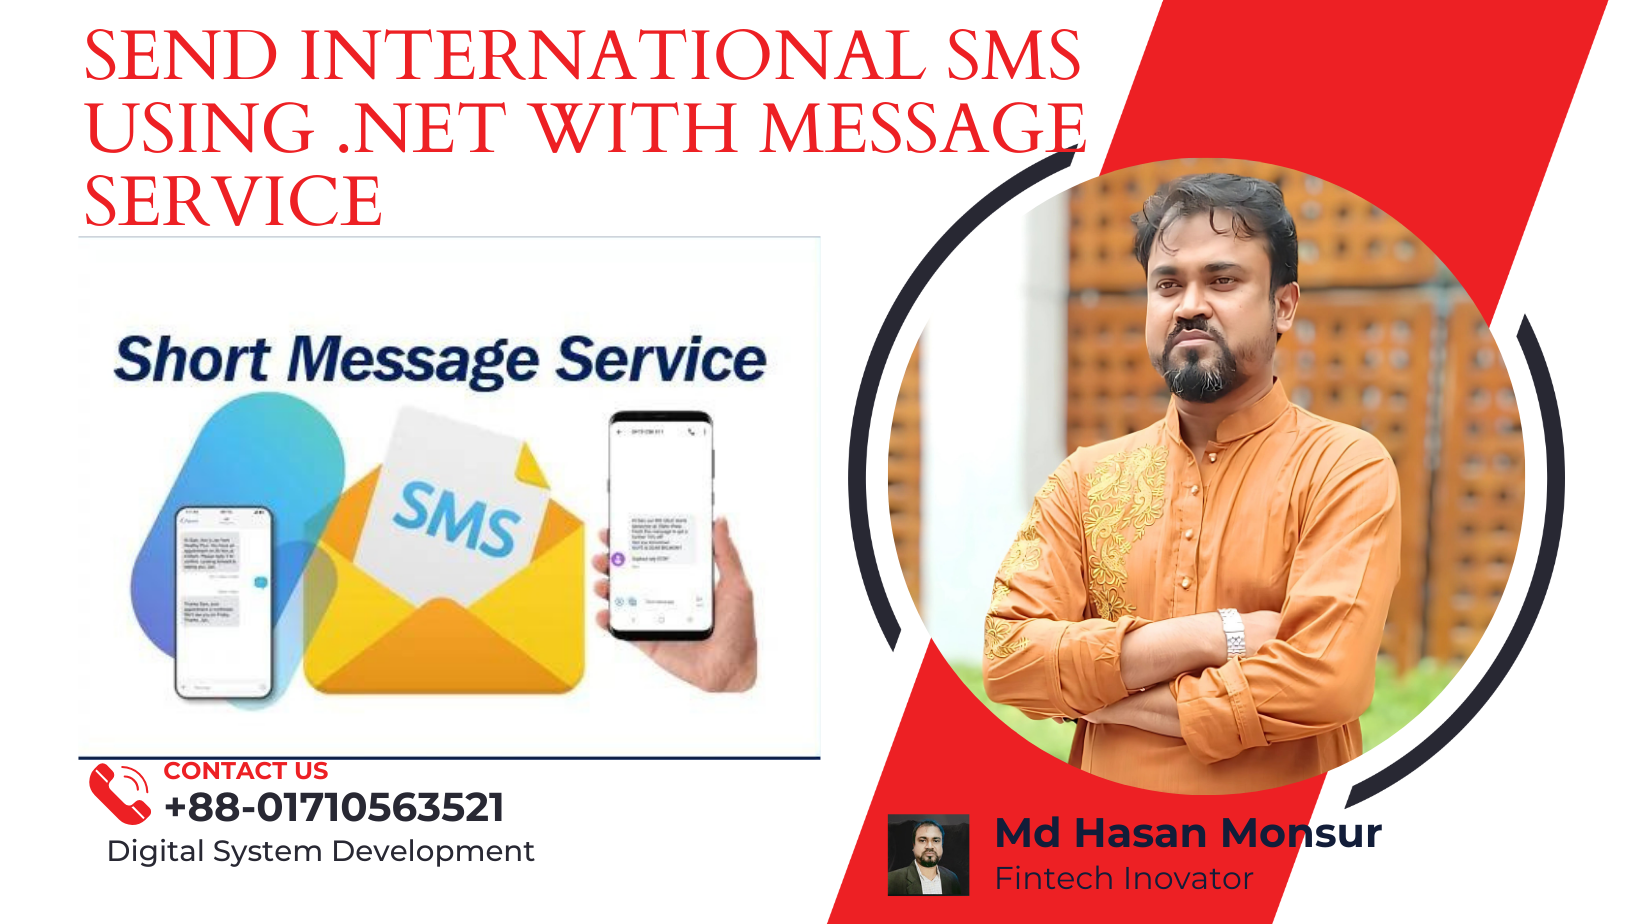 SEND INTERNATIONAL SMS
USING .NET WITH MESSAGE
SERVICE
Short Message Service
SMS
CONTACT US
+88-01710563521
Digital System Development
Md Hasan Monsur
Fintech Inovator